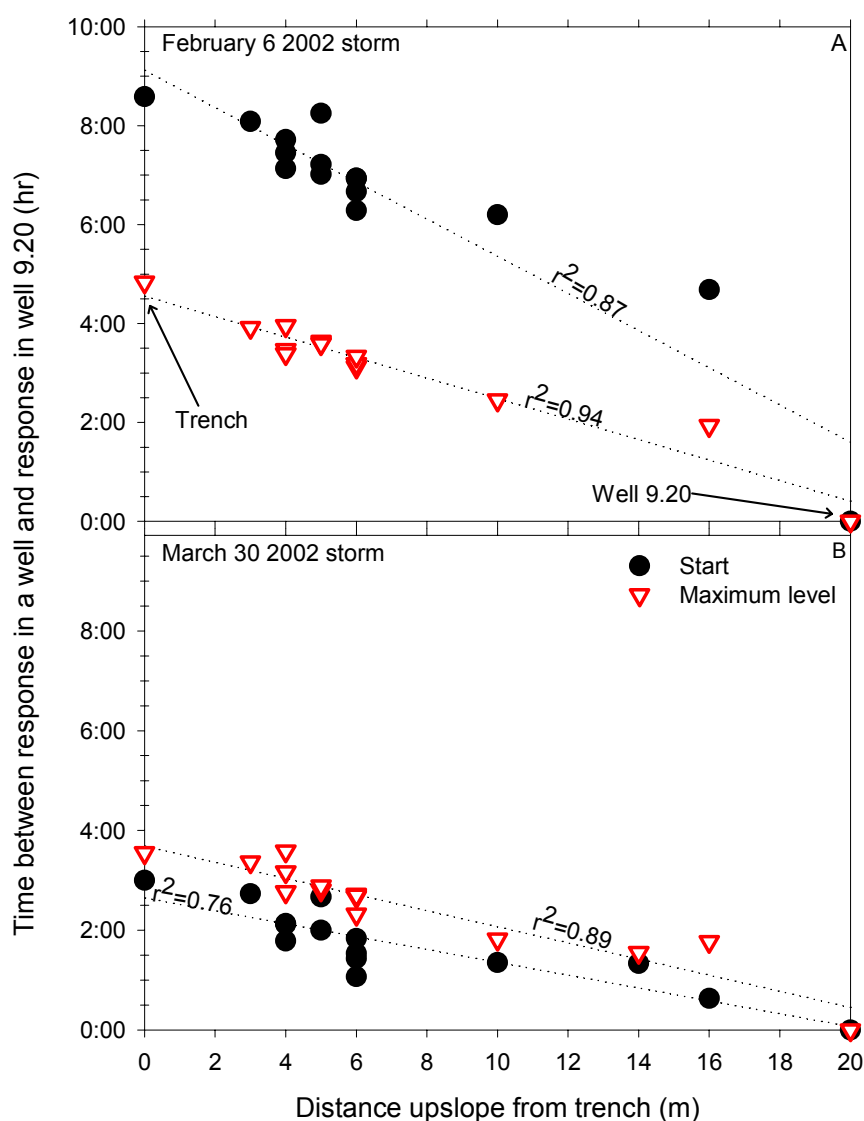 Time between response in a well and response in well 9.20 (hr)
10:00
8:00
6:00
4:00
2:00
0:00
February 6 2002 storm
A
r2=0.87
r2=0.94
Trench
Well 9.20
8:00
6:00
4:00
2:00
0:00
March 30 2002 storm
B
Start
Maximum level
r2=0.76
r2=0.89
0 2 4 6 8 10 12 14 16 18 20
Distance upslope from trench (m)